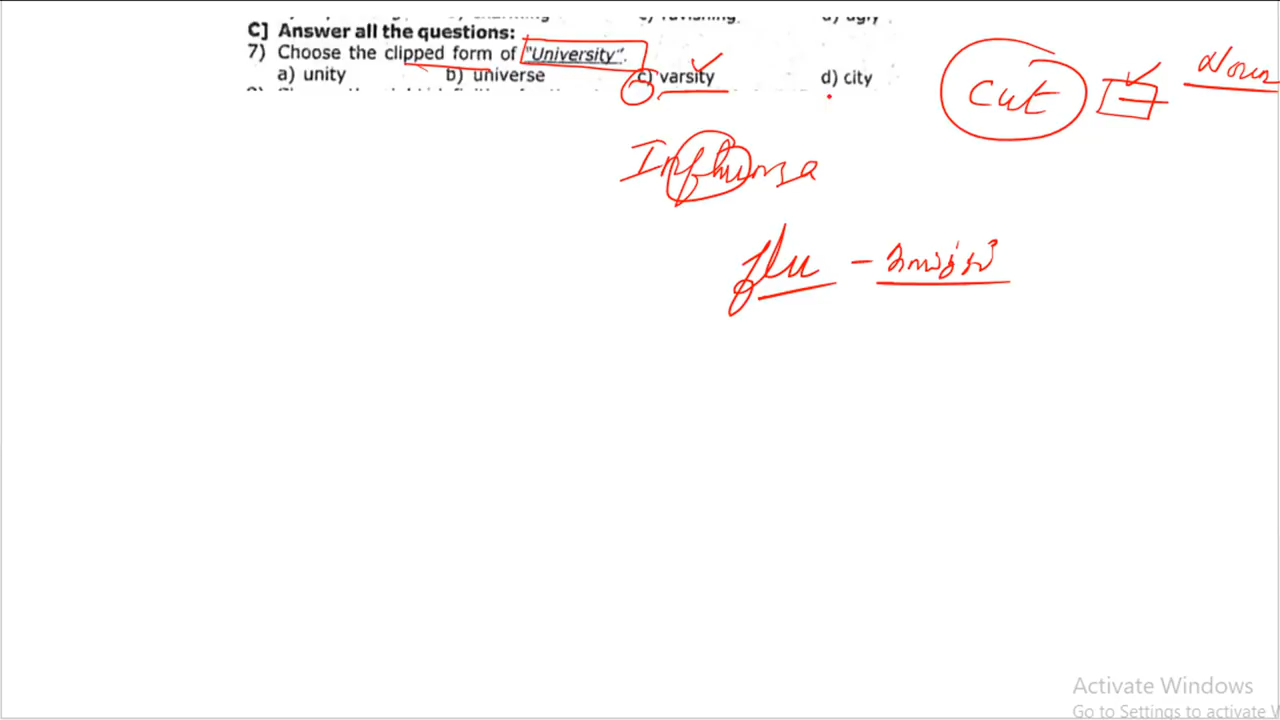 C] Answer all the questions:
7) Choose the clipped form of "University".
a) unity b) universe c) varsity d) city
cut
Noun
Influenza
flu –
Activate Windows
Go to Settings to activate